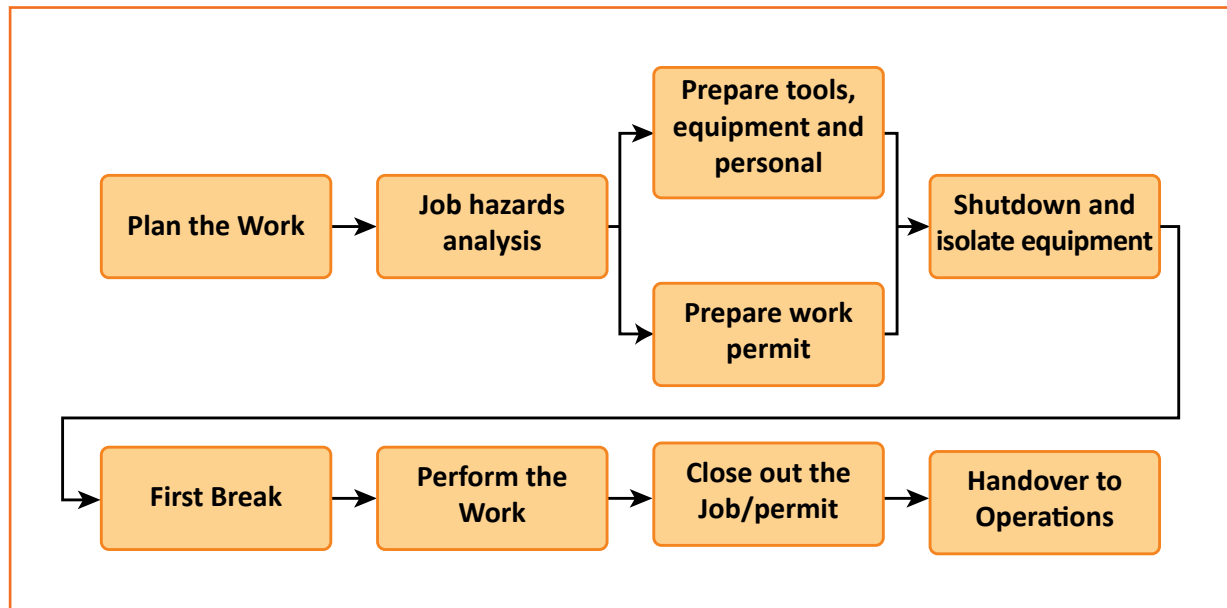 Plan the Work
Job hazards
analysis
Prepare tools,
equipment and
personal
Prepare work
permit
Shutdown and
isolate equipment
First Break
Perform the
Work
Close out the
Job/permit
Handover to
Operations